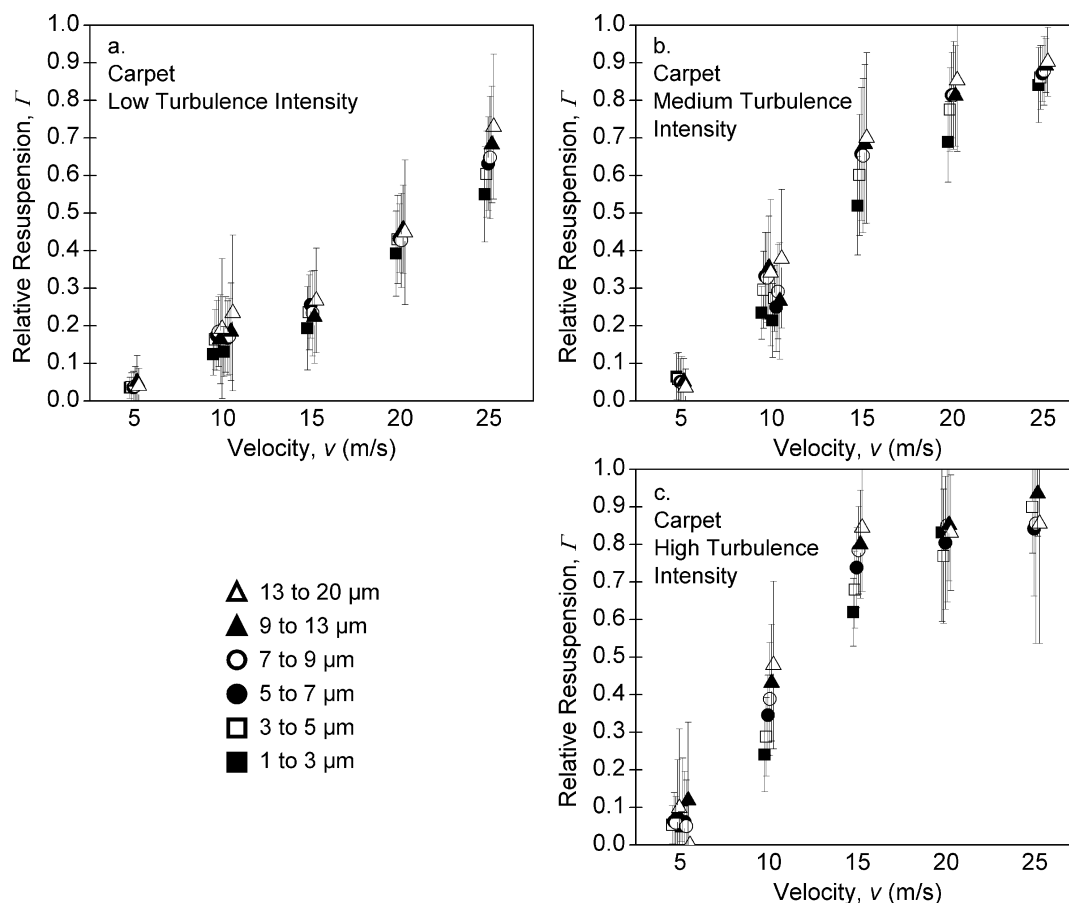 a.
Carpet
Low Turbulence Intensity
Relative Resuspension, Γ
1.0
0.9
0.8
0.7
0.6
0.5
0.4
0.3
0.2
0.1
0.0
5 10 15 20 25
Velocity, v (m/s)
b.
Carpet
Medium Turbulence
Intensity
Relative Resuspension, Γ
1.0
0.9
0.8
0.7
0.6
0.5
0.4
0.3
0.2
0.1
0.0
5 10 15 20 25
Velocity, v (m/s)
13 to 20 µm
9 to 13 µm
7 to 9 µm
5 to 7 µm
3 to 5 µm
1 to 3 µm
c.
Carpet
High Turbulence
Intensity
Relative Resuspension, Γ
1.0
0.9
0.8
0.7
0.6
0.5
0.4
0.3
0.2
0.1
0.0
5 10 15 20 25
Velocity, v (m/s)